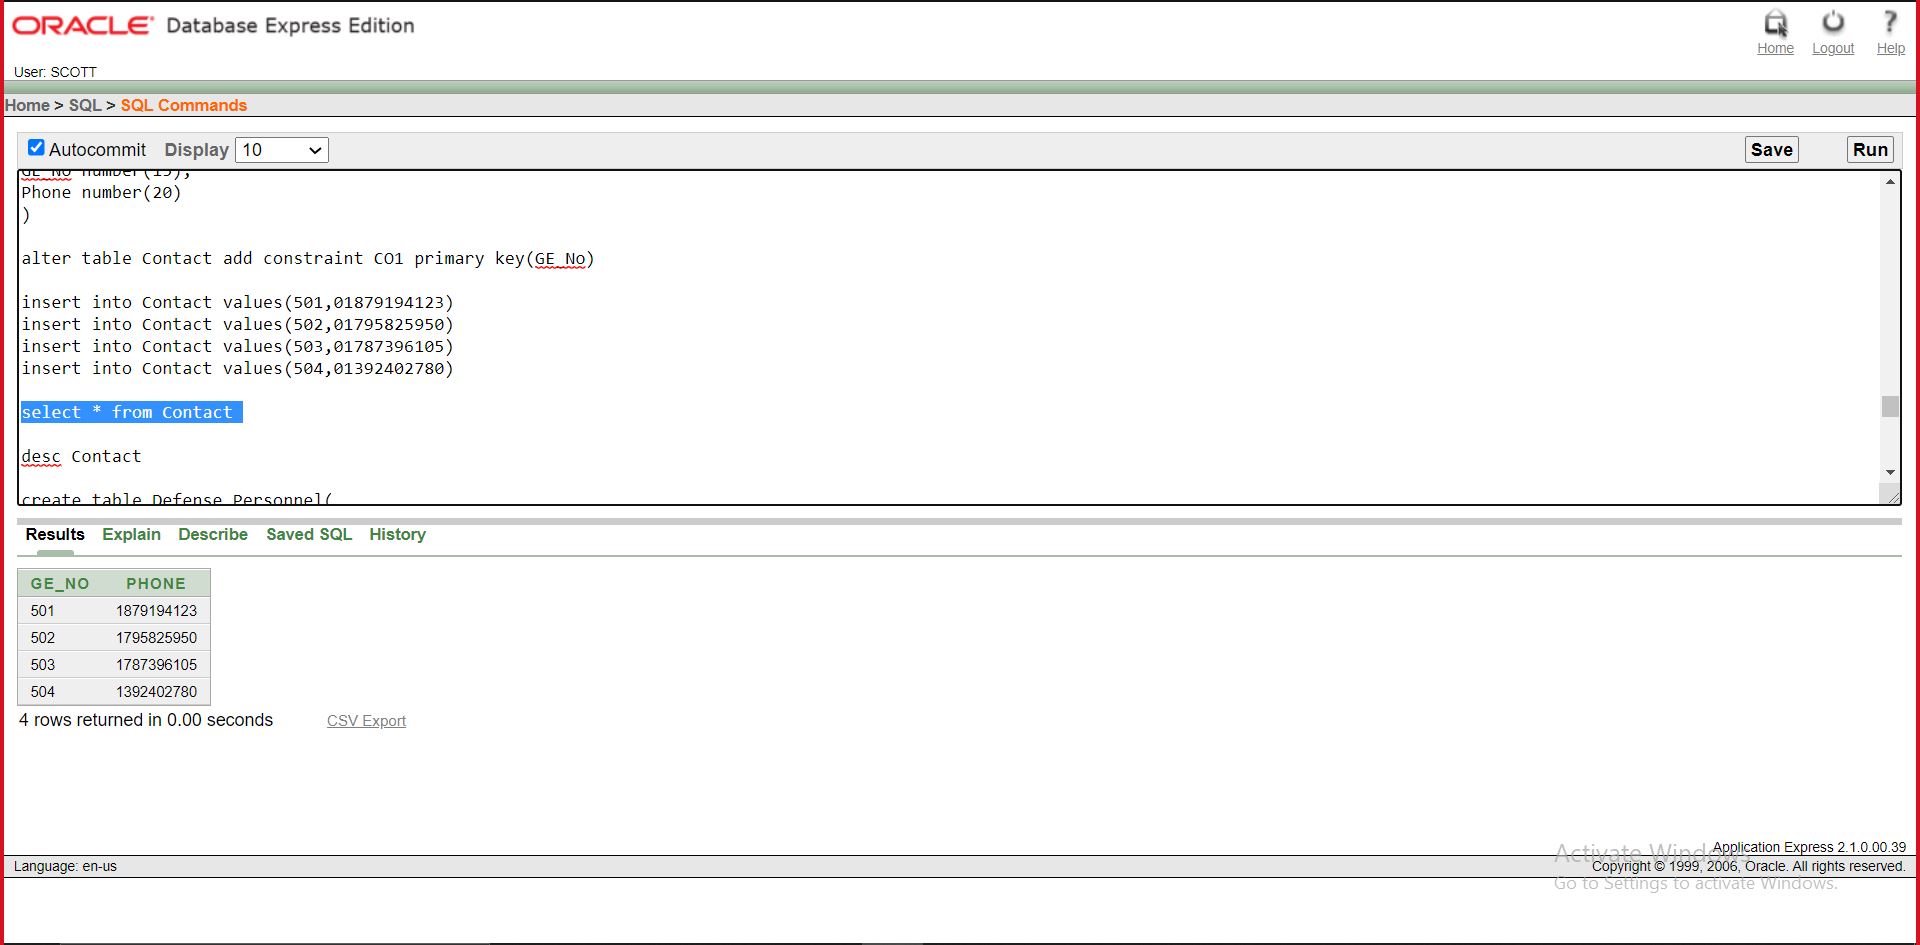 ORACLE® Database Express Edition
Home Logout Help
User: SCOTT
Home > SQL > SQL Commands
Autocommit Display 10 Save Run
GE_No number(15),
Phone number(20)
)
alter table Contact add constraint CO1 primary key(GE_No)
insert into Contact values(501,01879194123)
insert into Contact values(502,01795825950)
insert into Contact values(503,01787396105)
insert into Contact values(504,01392402780)
select * from Contact
desc Contact
create table Defense_Personnel(
Results Explain Describe Saved SQL History
GE_NO PHONE
501 1879194123
502 1795825950
503 1787396105
504 1392402780
4 rows returned in 0.00 seconds CSV Export
Application Express 2.1.0.00.39
Activate Windows
Language: en-us Copyright © 1999, 2006, Oracle. All rights reserved.
Go to Settings to activate Windows.